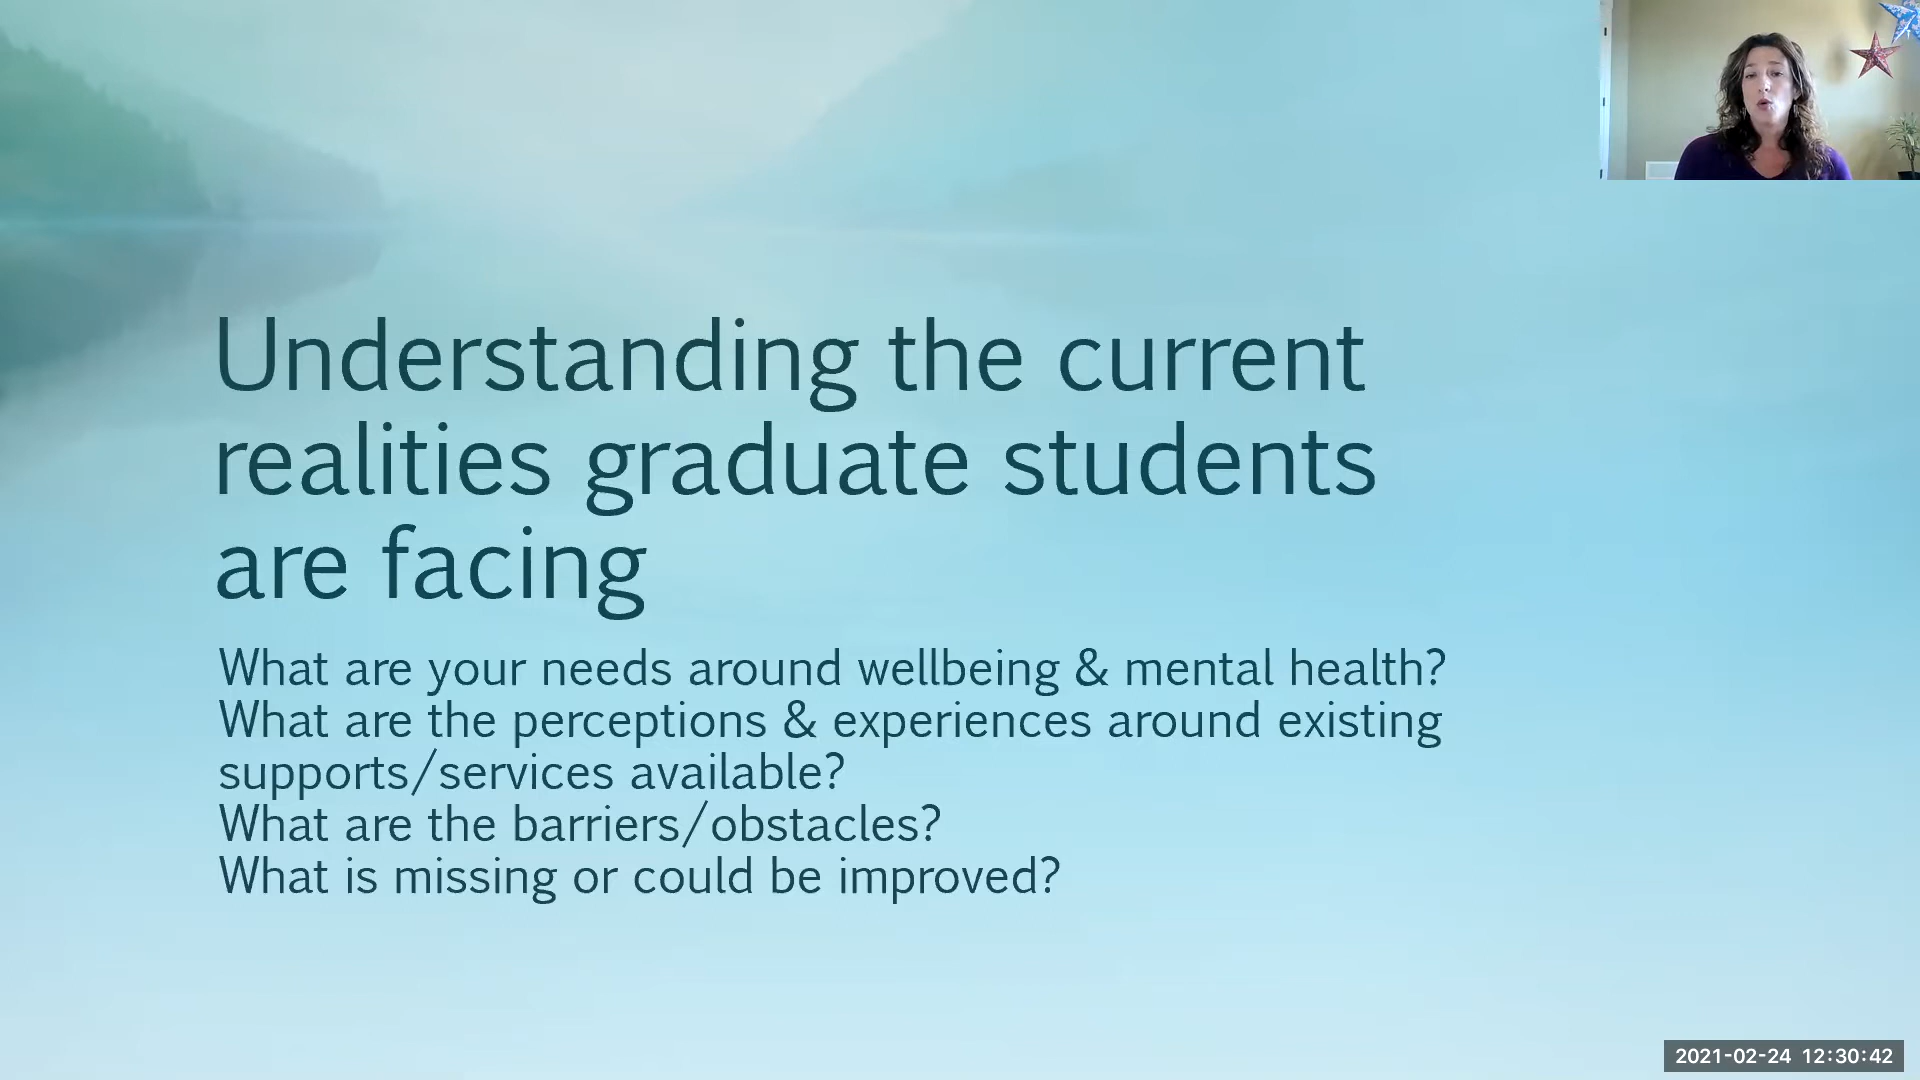 Understanding the current
realities graduate students
are facing
What are your needs around wellbeing & mental health?
What are the perceptions & experiences around existing
supports/services available?
What are the barriers/obstacles?
What is missing or could be improved?
2021-02-24 12:30:42